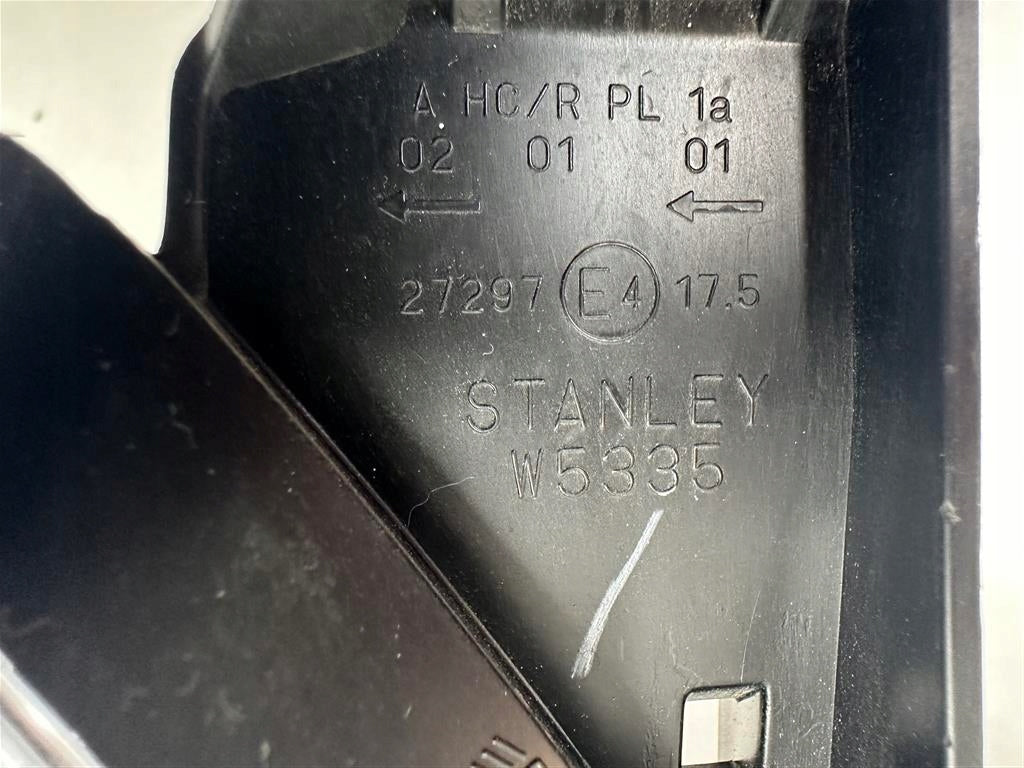 A HC/R PL 1a
02 01 01
← ←
27297 E4 17.5
STANLEY
W5335